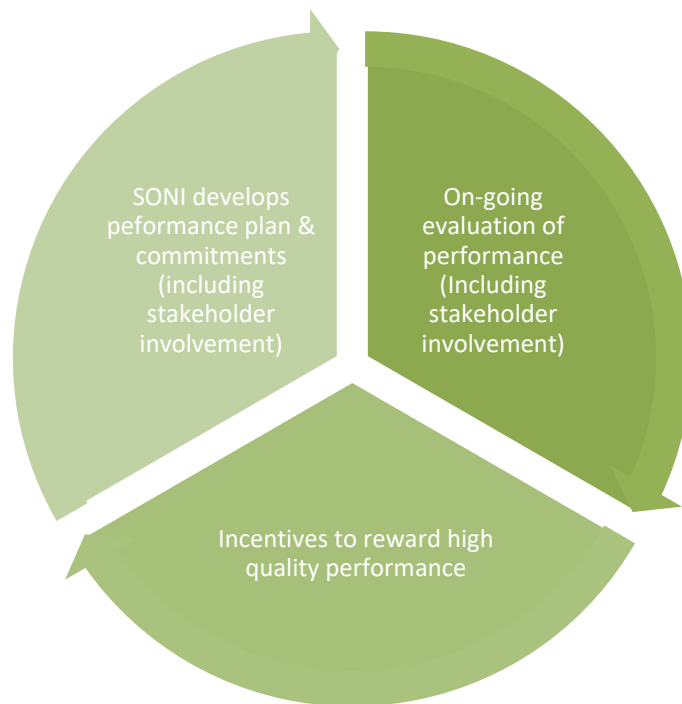 SONI develops
peformance plan &
commitments
(including
stakeholder
involvement)
On-going
evaluation of
performance
(Including
stakeholder
involvement)
Incentives to reward high
quality performance